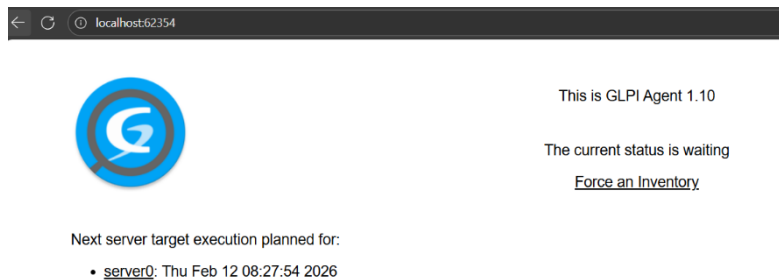 localhost:62354
This is GLPI Agent 1.10
The current status is waiting
Force an Inventory
Next server target execution planned for:
• server0: Thu Feb 12 08:27:54 2026